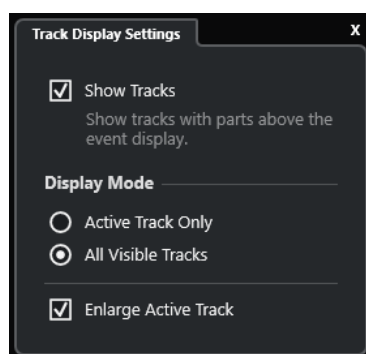 Track Display Settings
X
Show Tracks
Show tracks with parts above the
event display.
Display Mode
Active Track Only
All Visible Tracks
Enlarge Active Track